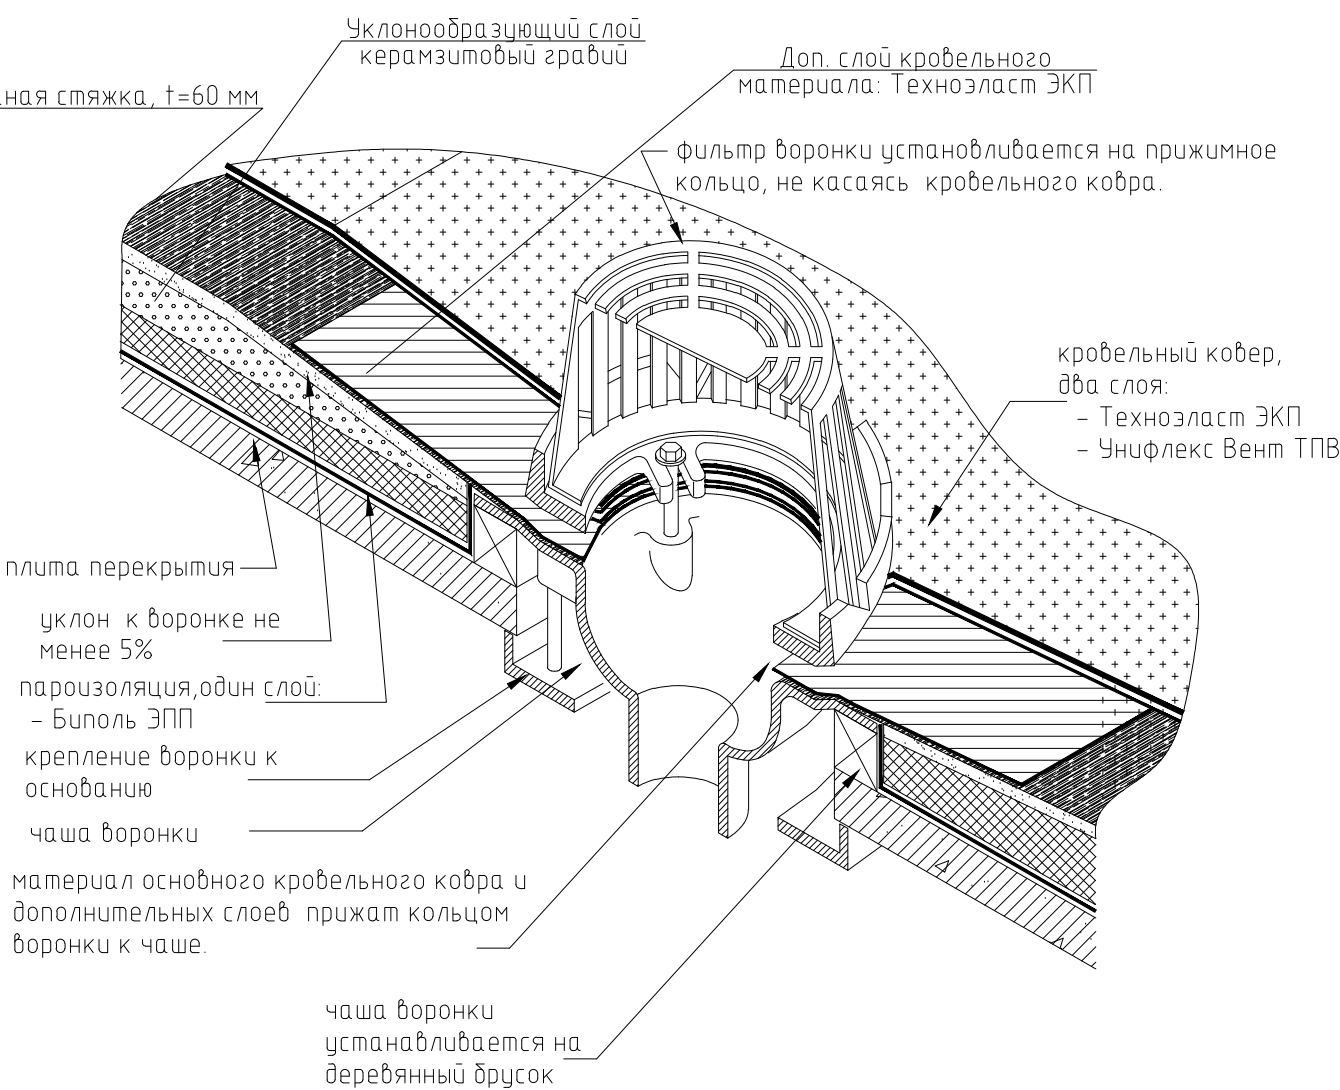 Уклонообразующий слой
керамзитовый гравий
Доп. слой кровельного
материала: Техноэласт ЭКП
стяжка, t=60 мм
фильтр воронки установливается на прижимное
кольцо, не касаясь кровельного ковра.
кровельный ковер,
два слоя:
- Техноэласт ЭКП
- Унифлекс Вент ТПВ
плита перекрытия
уклон к воронке не
менее 5%
пароизоляция,один слой:
- Биполь ЭПП
крепление воронки к
основанию
чаша воронки
материал основного кровельного ковра и
дополнительных слоев прижат кольцом
воронки к чаше.
чаша воронки
устанавливается на
деревянный брусок